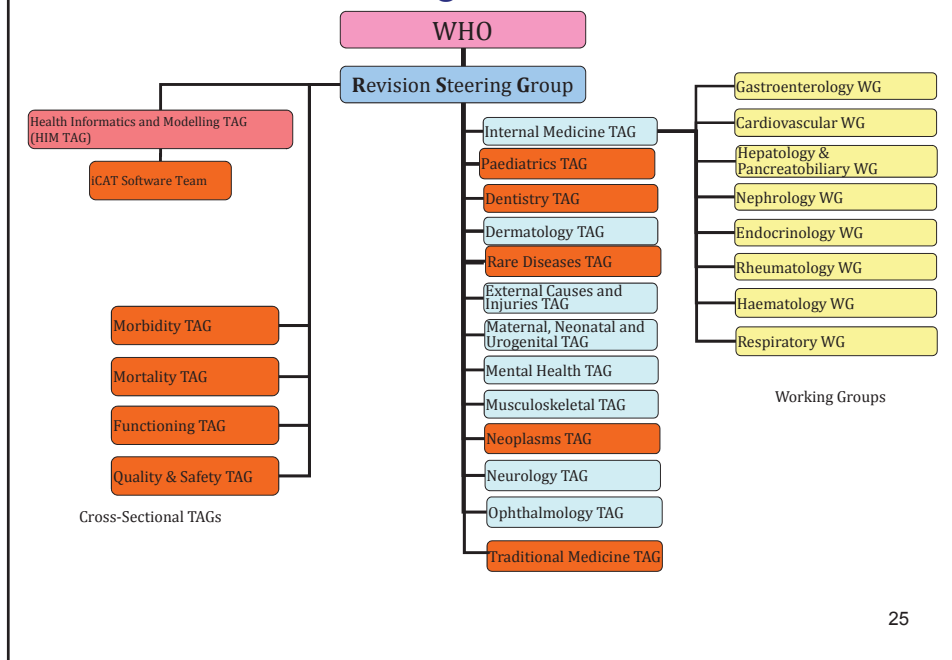 WHO
Revision Steering Group
Health Informatics and Modelling TAG
(HIM TAG)
iCAT Software Team
Morbidity TAG
Mortality TAG
Functioning TAG
Quality & Safety TAG
Cross-Sectional TAGs
Internal Medicine TAG
Paediatrics TAG
Dentistry TAG
Dermatology TAG
Rare Diseases TAG
External Causes and
Injuries TAG
Maternal, Neonatal and
Urogenital TAG
Mental Health TAG
Musculoskeletal TAG
Neoplasms TAG
Neurology TAG
Ophthalmology TAG
Traditional Medicine TAG
Gastroenterology WG
Cardiovascular WG
Hepatology &
Pancreatobiliary WG
Nephrology WG
Endocrinology WG
Rheumatology WG
Haematology WG
Respiratory WG
Working Groups
25